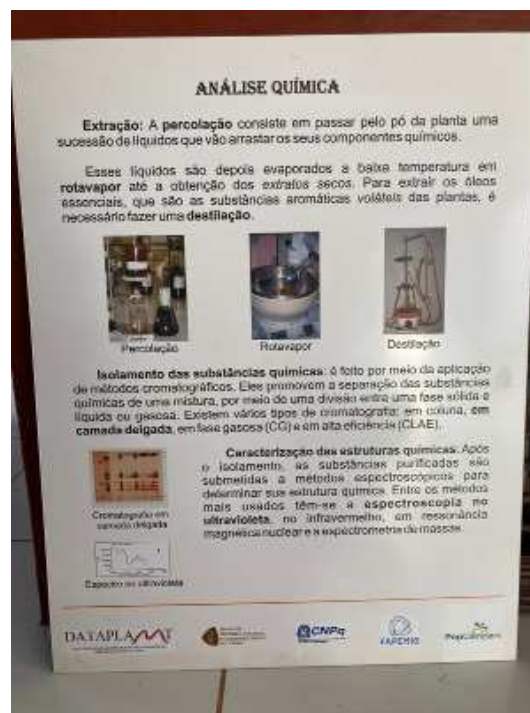 ANÁLISE QUÍMICA
Extração: A percolação consiste em passar pelo pó da planta uma
sucessão de líquidos que vão arrastar os seus componentes químicos.
Esses líquidos são depois evaporados a baixa temperatura em
rotavapor até a obtenção dos extratos secos. Para extrair os óleos
essenciais, que são as substâncias aromáticas voláteis das plantas, é
necessário fazer uma destilação.
Percolação
Rotavapor
Destilação
Isolamento das substâncias químicas: é feito por meio da aplicação
de métodos cromatográficos. Eles promovem a separação das substâncias
químicas de uma mistura, por meio de uma divisão entre uma fase sólida e
líquida ou gasosa. Existem vários tipos de cromatografia: em coluna, em
camada delgada, em fase gasosa (CG) e em alta eficiência (CLAE).
Caracterização das estruturas químicas: Após
o isolamento, as substâncias purificadas são
submetidas a métodos espectroscópicos para
determinar sua estrutura química. Entre os métodos
mais usados têm-se a espectroscopia no
ultravioleta, no infravermelho, em ressonância
magnética nuclear e a espectrometria de massas.
Cromatografia em
camada delgada
Espectro no ultravioleta
DATAPLAMT
CNPq
FAPEMIG